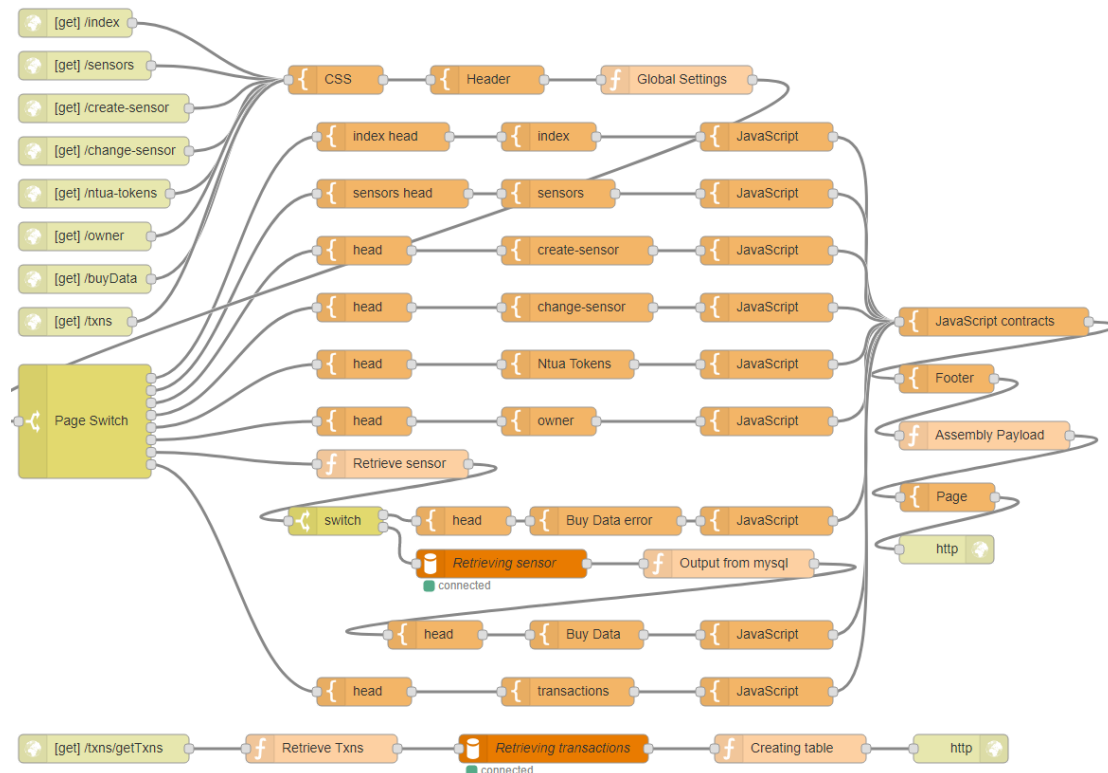 [get] /index
[get] /sensors
CSS
Header
Global Settings
[get] /create-sensor
index head
index
JavaScript
[get] /change-sensor
[get] /ntua-tokens
sensors head
sensors
JavaScript
[get] /owner
head
create-sensor
JavaScript
[get] /buyData
[get] /txns
head
change-sensor
JavaScript
JavaScript contracts
head
Ntua Tokens
JavaScript
Footer
Page Switch
head
owner
JavaScript
Assembly Payload
Retrieve sensor
Page
switch
head
Buy Data error
JavaScript
http
Retrieving sensor
Output from mysql
connected
head
Buy Data
JavaScript
head
transactions
JavaScript
[get] /txns/getTxns
Retrieve Txns
Retrieving transactions
Creating table
http
connected